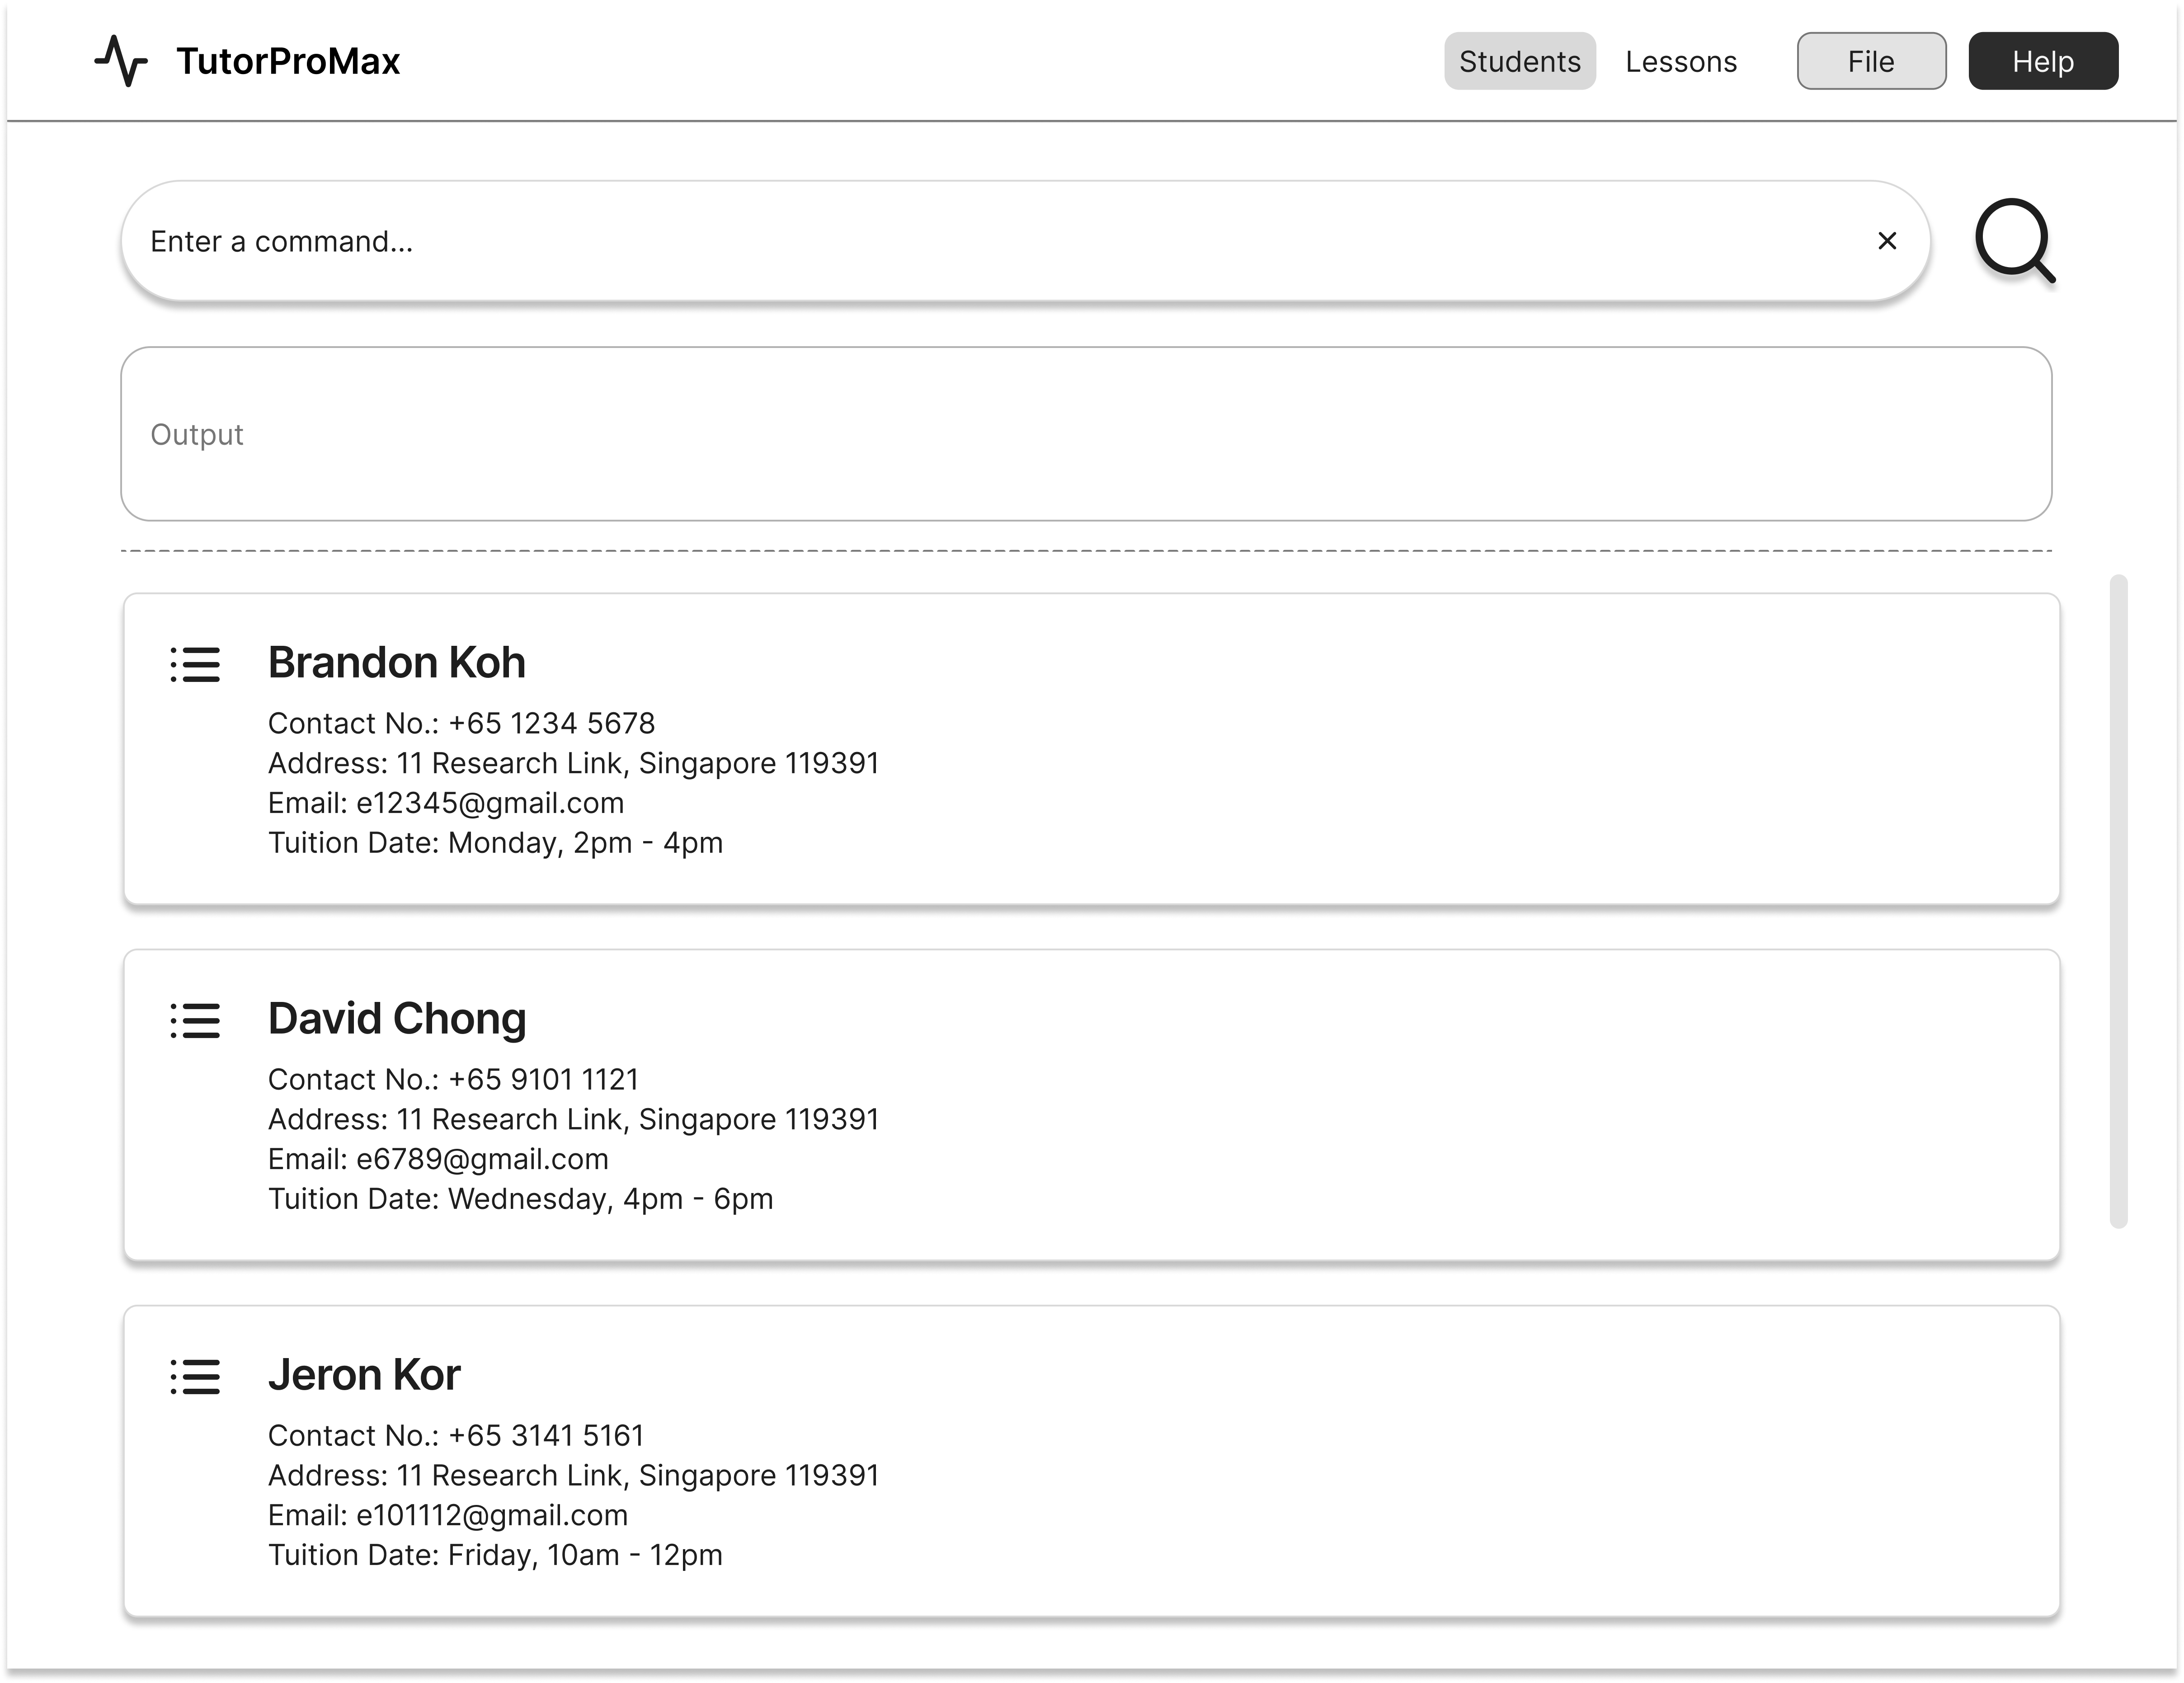 TutorProMax
Students
Lessons
File
Help
Enter a command...
Output
Brandon Koh
Contact No.: +65 1234 5678
Address: 11 Research Link, Singapore 119391
Email: e12345@gmail.com
Tuition Date: Monday, 2pm - 4pm
David Chong
Contact No.: +65 9101 1121
Address: 11 Research Link, Singapore 119391
Email: e6789@gmail.com
Tuition Date: Wednesday, 4pm - 6pm
Jeron Kor
Contact No.: +65 3141 5161
Address: 11 Research Link, Singapore 119391
Email: e101112@gmail.com
Tuition Date: Friday, 10am - 12pm